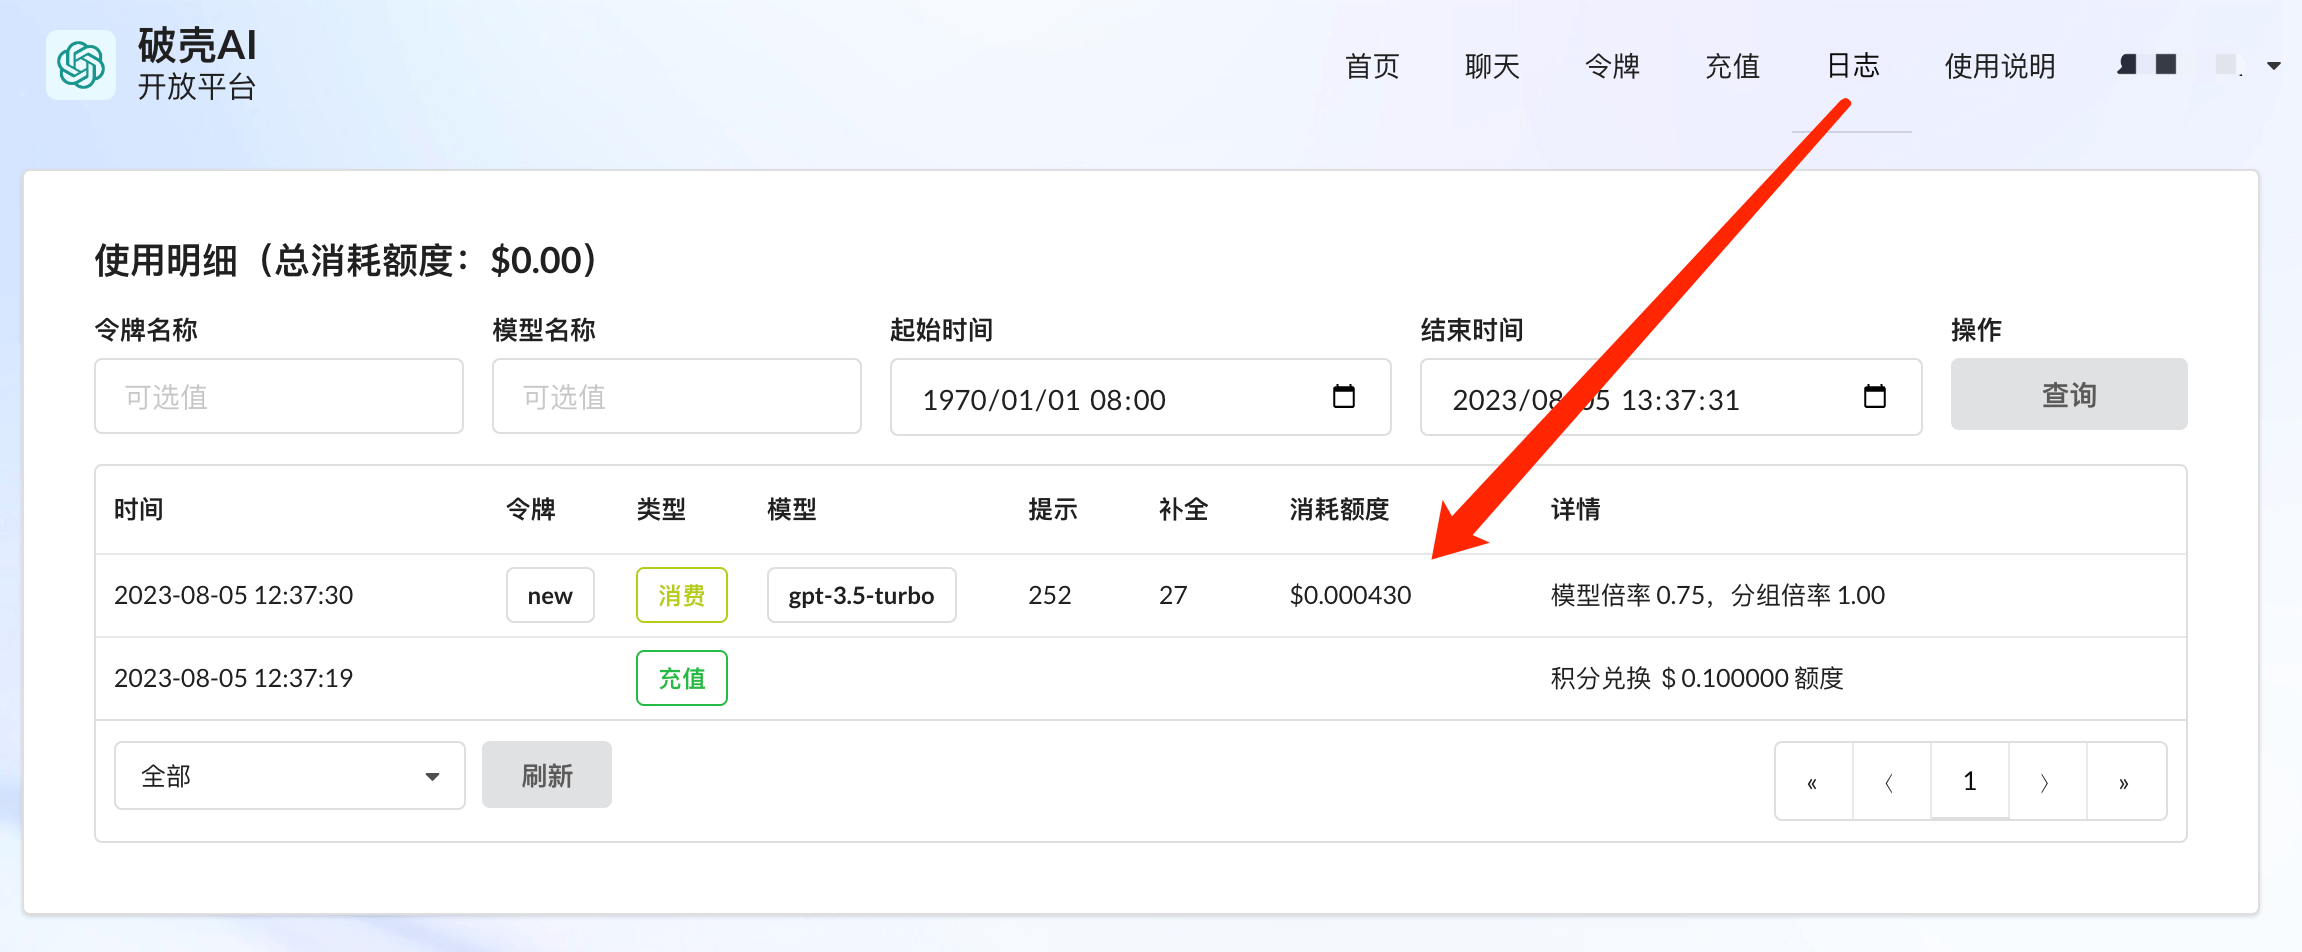 破壳AI
开放平台
首页 聊天 令牌 充值 日志 使用说明
使用明细（总消耗额度：$0.00）
令牌名称 模型名称 起始时间 结束时间 操作
可选值 可选值 1970/01/01 08:00 2023/08/05 13:37:31 查询
时间 令牌 类型 模型 提示 补全 消耗额度 详情
2023-08-05 12:37:30 new 消费 gpt-3.5-turbo 252 27 $0.000430 模型倍率 0.75，分组倍率 1.00
2023-08-05 12:37:19 充值 积分兑换 $ 0.100000 额度
全部 刷新 « 〈 1 〉 »